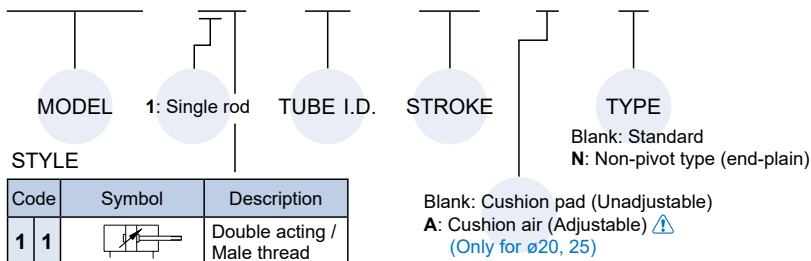 MODEL
1: Single rod
TUBE I.D.
STROKE
TYPE
Blank: Standard
N: Non-pivot type (end-plain)
STYLE
Code Symbol Description
1 1 Double acting /
Male thread
Blank: Cushion pad (Unadjustable)
A: Cushion air (Adjustable) ⚠
(Only for ø20, 25)